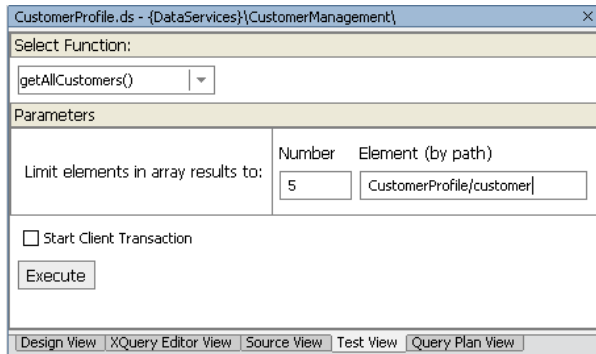 CustomerProfile.ds - {DataServices}\CustomerManagement\
Select Function:
getAllCustomers()
Parameters
Number Element (by path)
Limit elements in array results to:
5 CustomerProfile/customer
Start Client Transaction
Execute
Design View XQuery Editor View Source View Test View Query Plan View